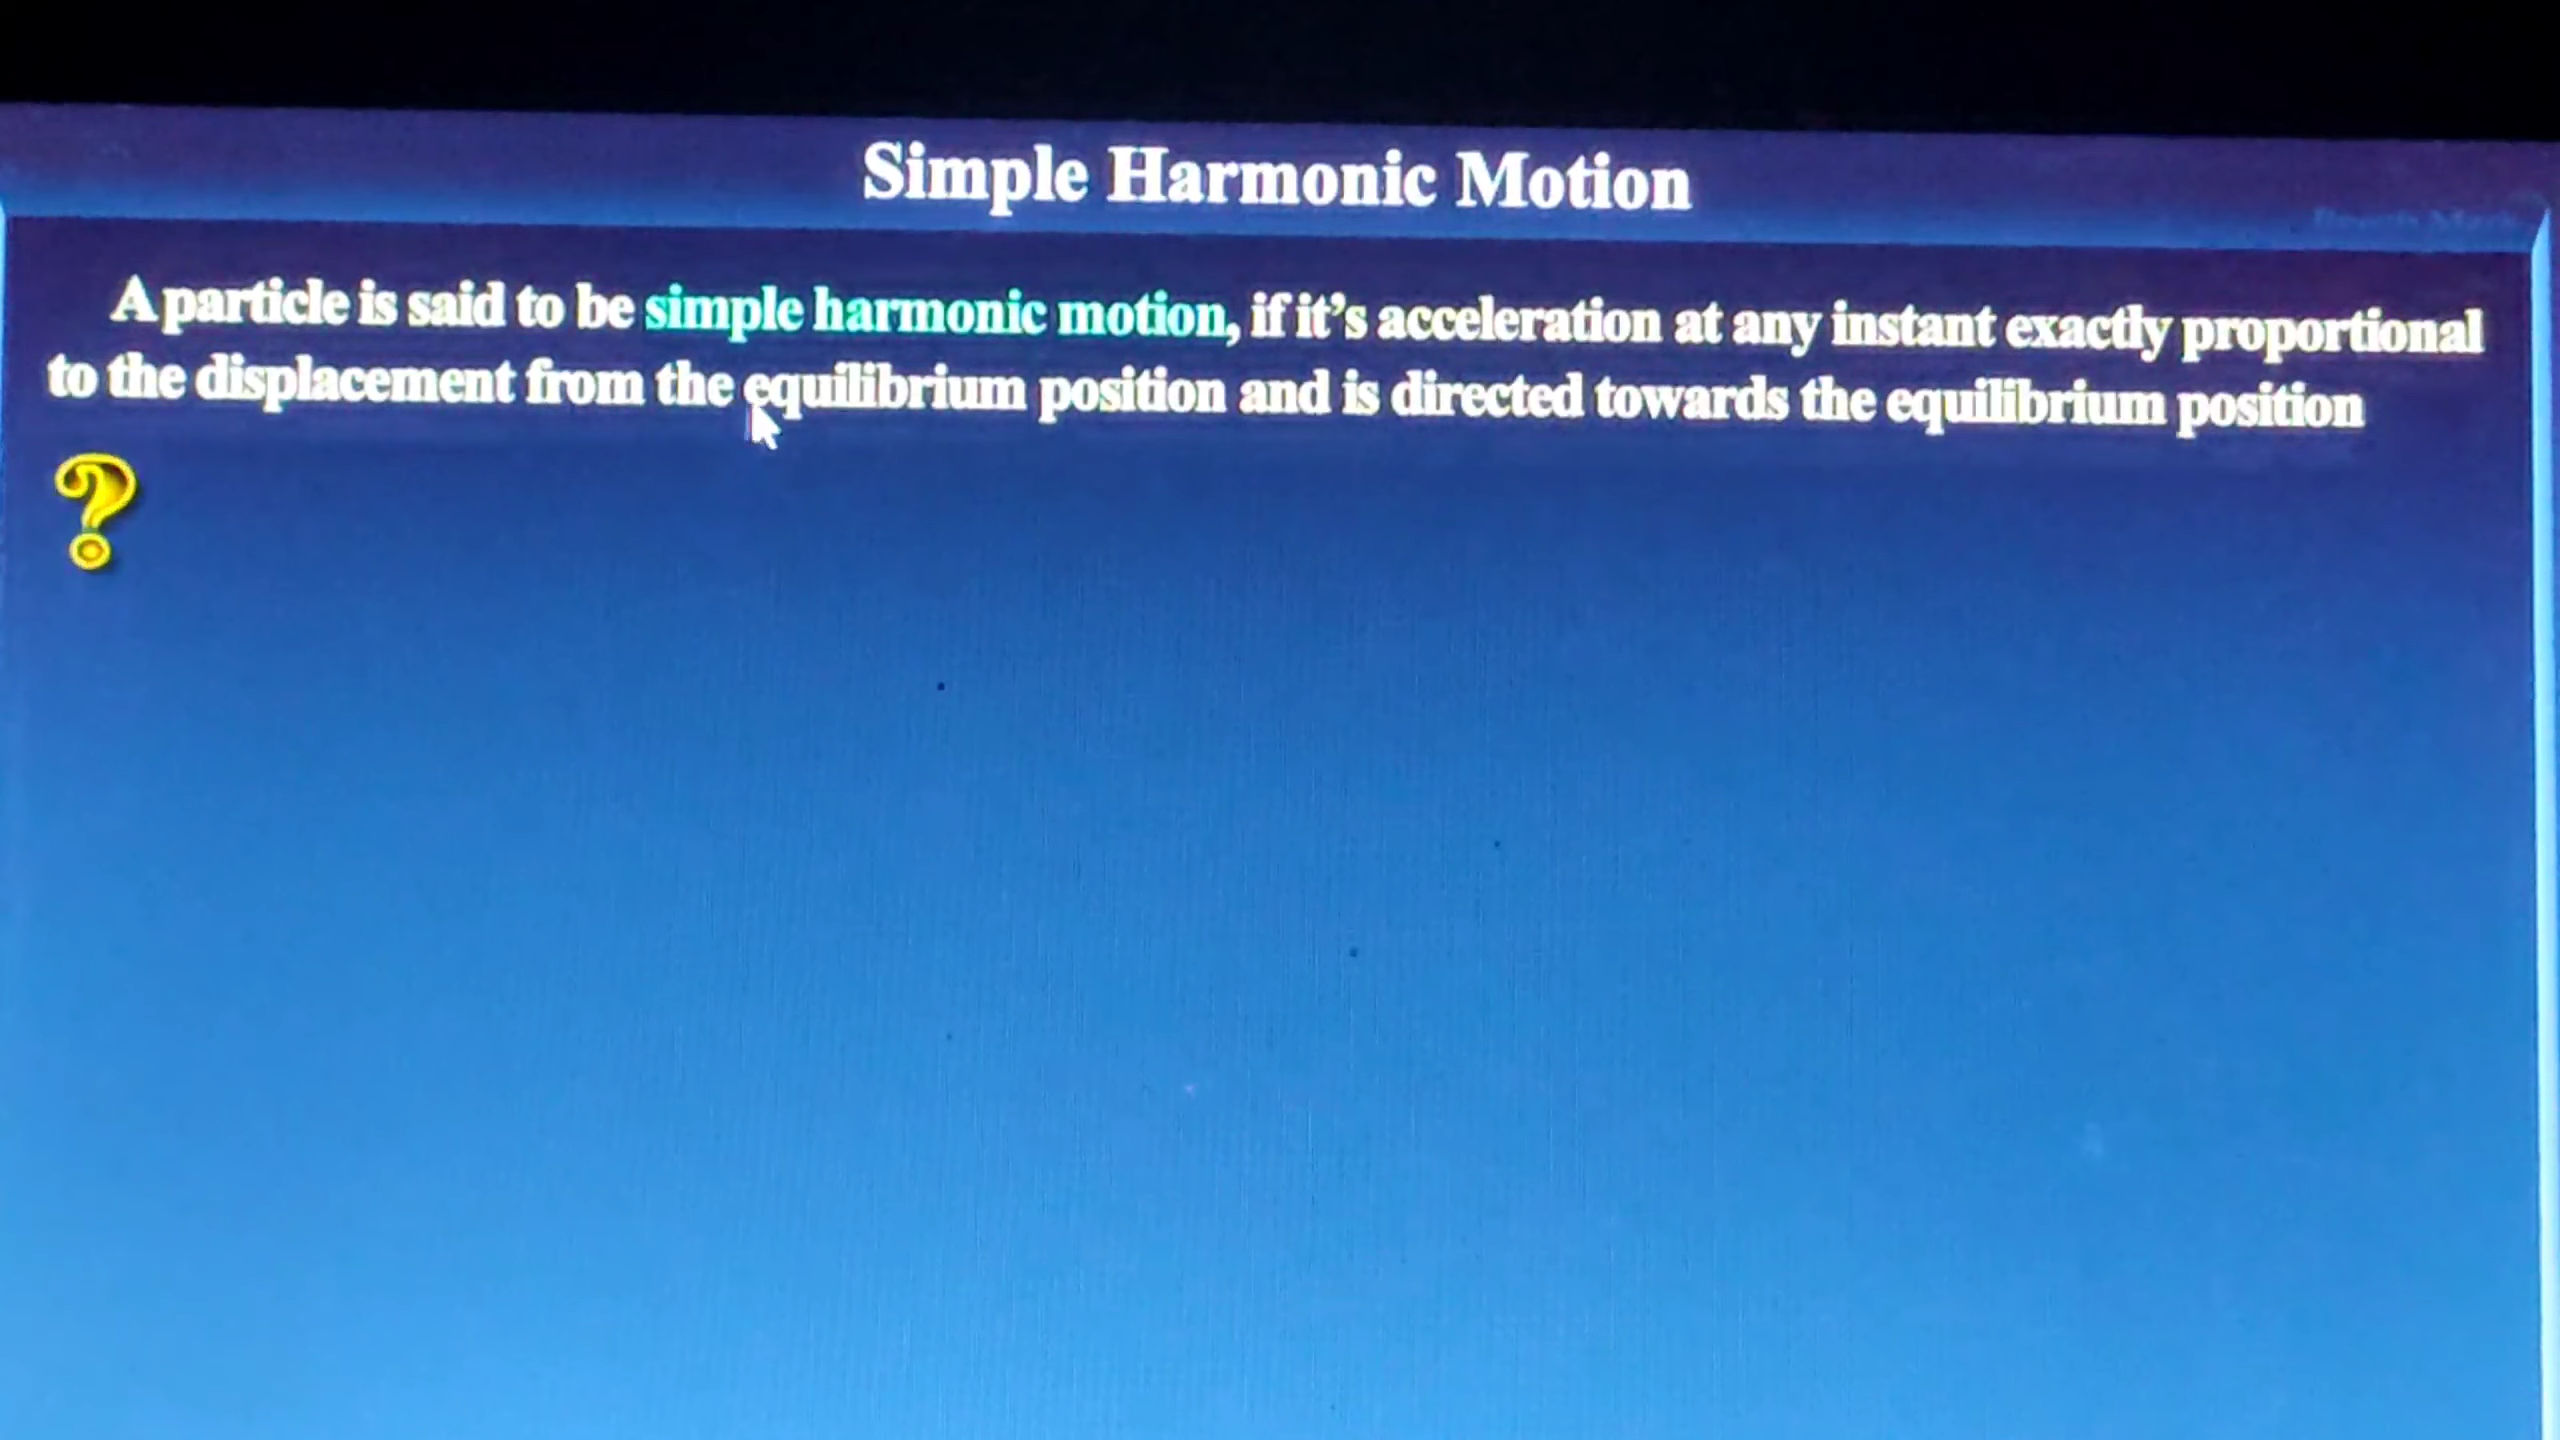 Simple Harmonic Motion
A particle is said to be simple harmonic motion, if it’s acceleration at any instant exactly proportional
to the displacement from the equilibrium position and is directed towards the equilibrium position
?